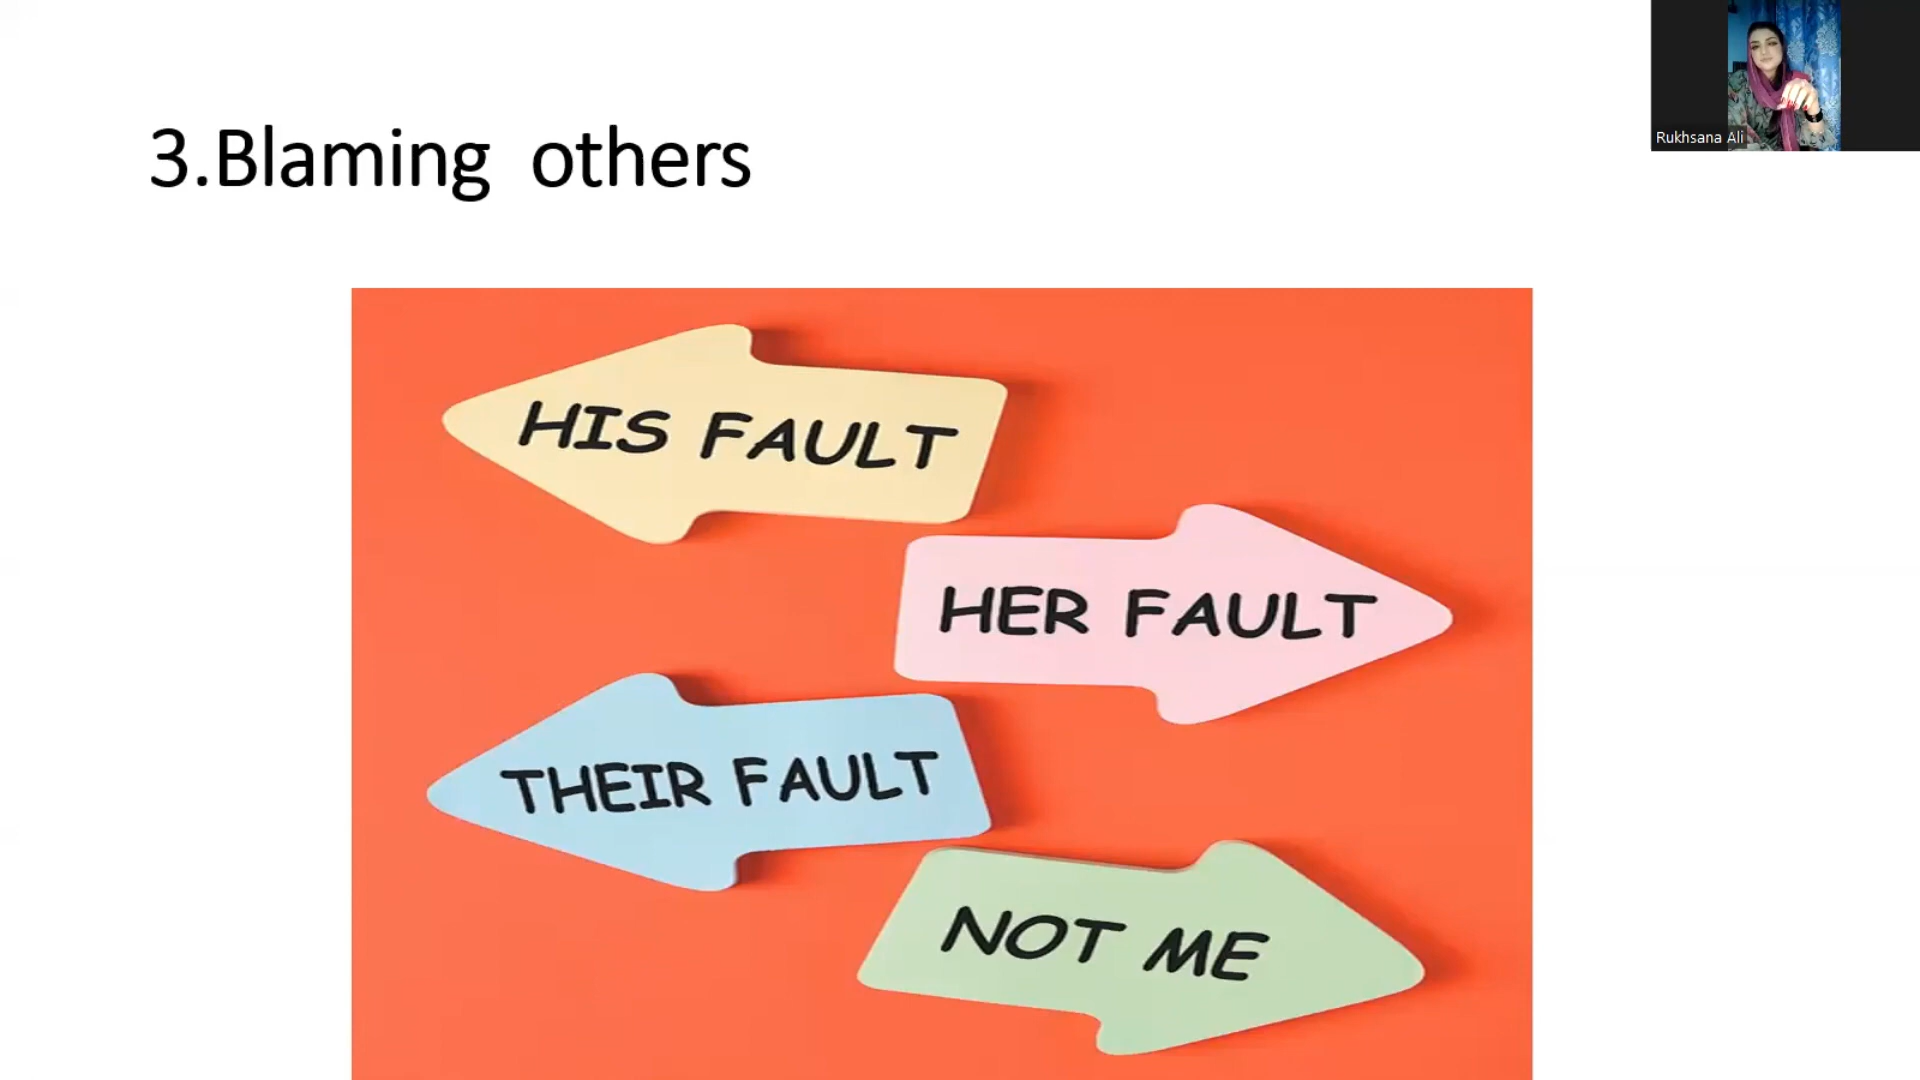 3.Blaming others
Rukhsana Ali
HIS FAULT
HER FAULT
THEIR FAULT
NOT ME